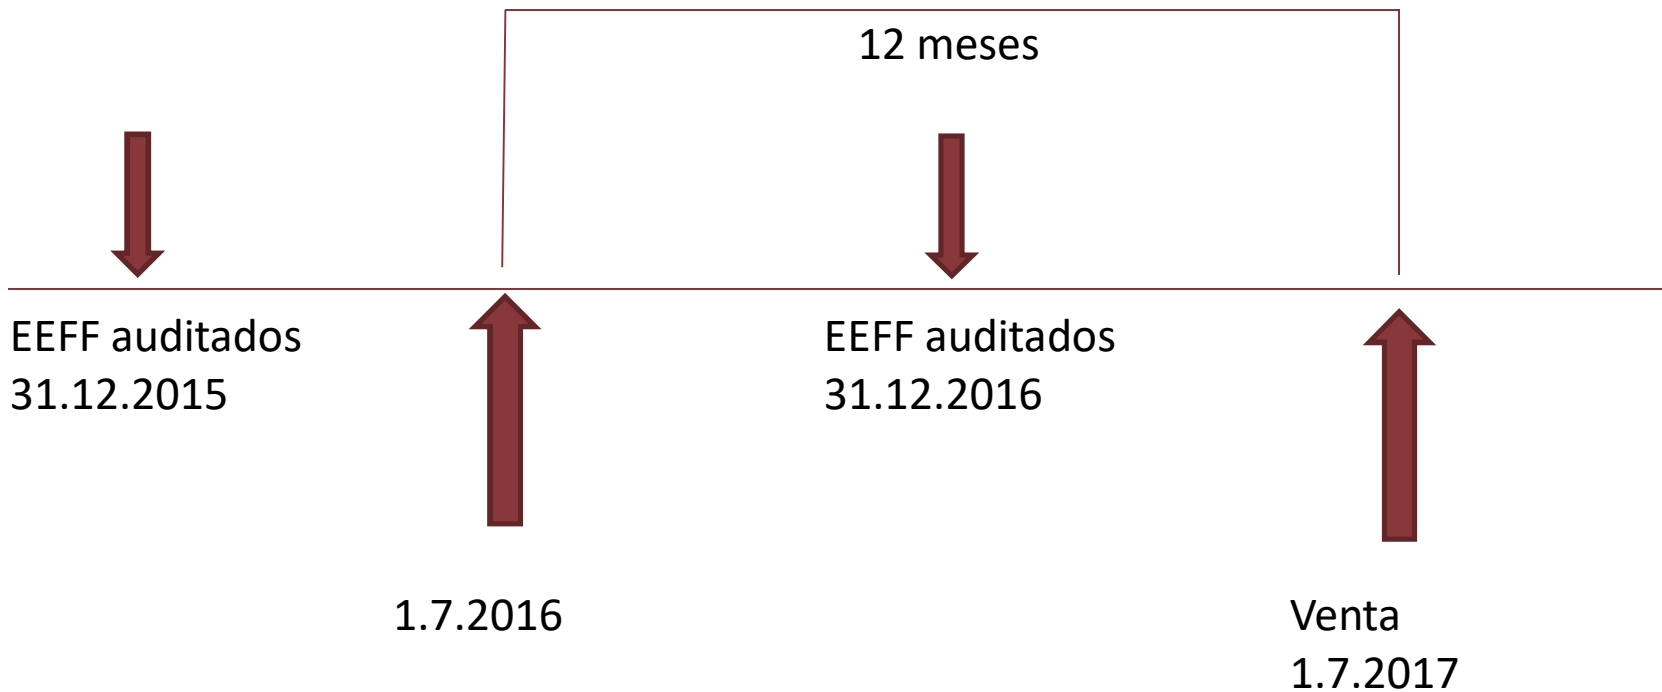 12 meses
EEFF auditados
31.12.2015
EEFF auditados
31.12.2016
1.7.2016
Venta
1.7.2017